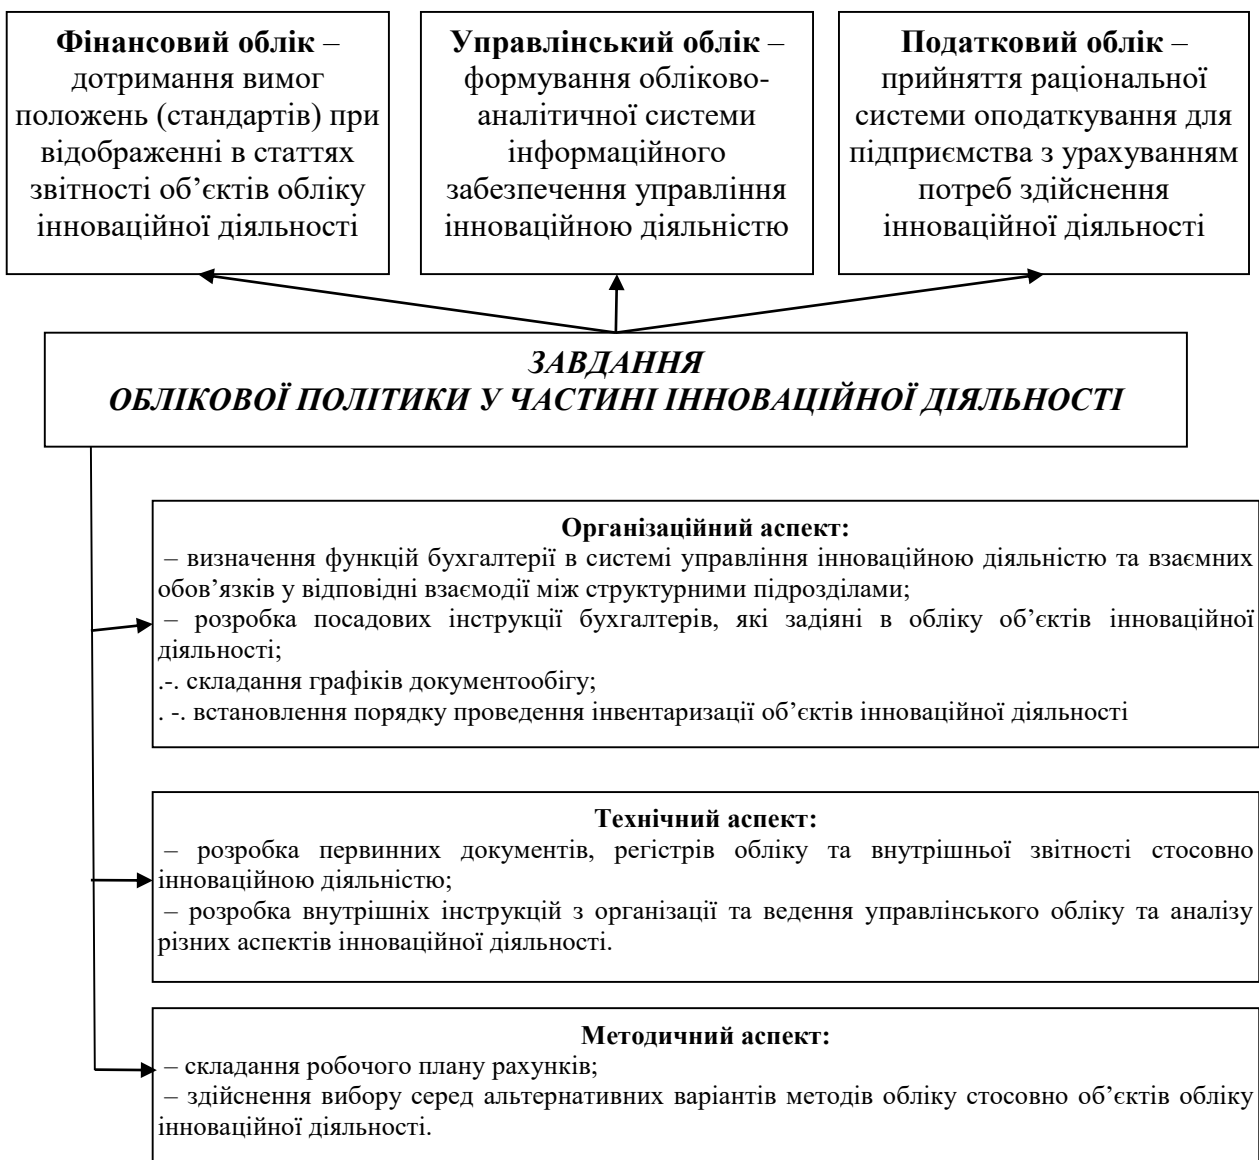 Фінансовий облік –
дотримання вимог
положень (стандартів) при
відображенні в статтях
звітності об’єктів обліку
інноваційної діяльності
Управлінський облік –
формування обліково-
аналітичної системи
інформаційного
забезпечення управління
інноваційною діяльністю
Податковий облік –
прийняття раціональної
системи оподаткування для
підприємства з урахуванням
потреб здійснення
інноваційної діяльності
ЗАВДАННЯ
ОБЛІКОВОЇ ПОЛІТИКИ У ЧАСТИНІ ІННОВАЦІЙНОЇ ДІЯЛЬНОСТІ
Організаційний аспект:
– визначення функцій бухгалтерії в системі управління інноваційною діяльністю та взаємних
обов’язків у відповідні взаємодії між структурними підрозділами;
– розробка посадових інструкції бухгалтерів, які задіяні в обліку об’єктів інноваційної
діяльності;
.-. складання графіків документообігу;
. -. встановлення порядку проведення інвентаризації об’єктів інноваційної діяльності
Технічний аспект:
– розробка первинних документів, регістрів обліку та внутрішньої звітності стосовно
інноваційною діяльністю;
– розробка внутрішніх інструкцій з організації та ведення управлінського обліку та аналізу
різних аспектів інноваційної діяльності.
Методичний аспект:
– складання робочого плану рахунків;
– здійснення вибору серед альтернативних варіантів методів обліку стосовно об’єктів обліку
інноваційної діяльності.